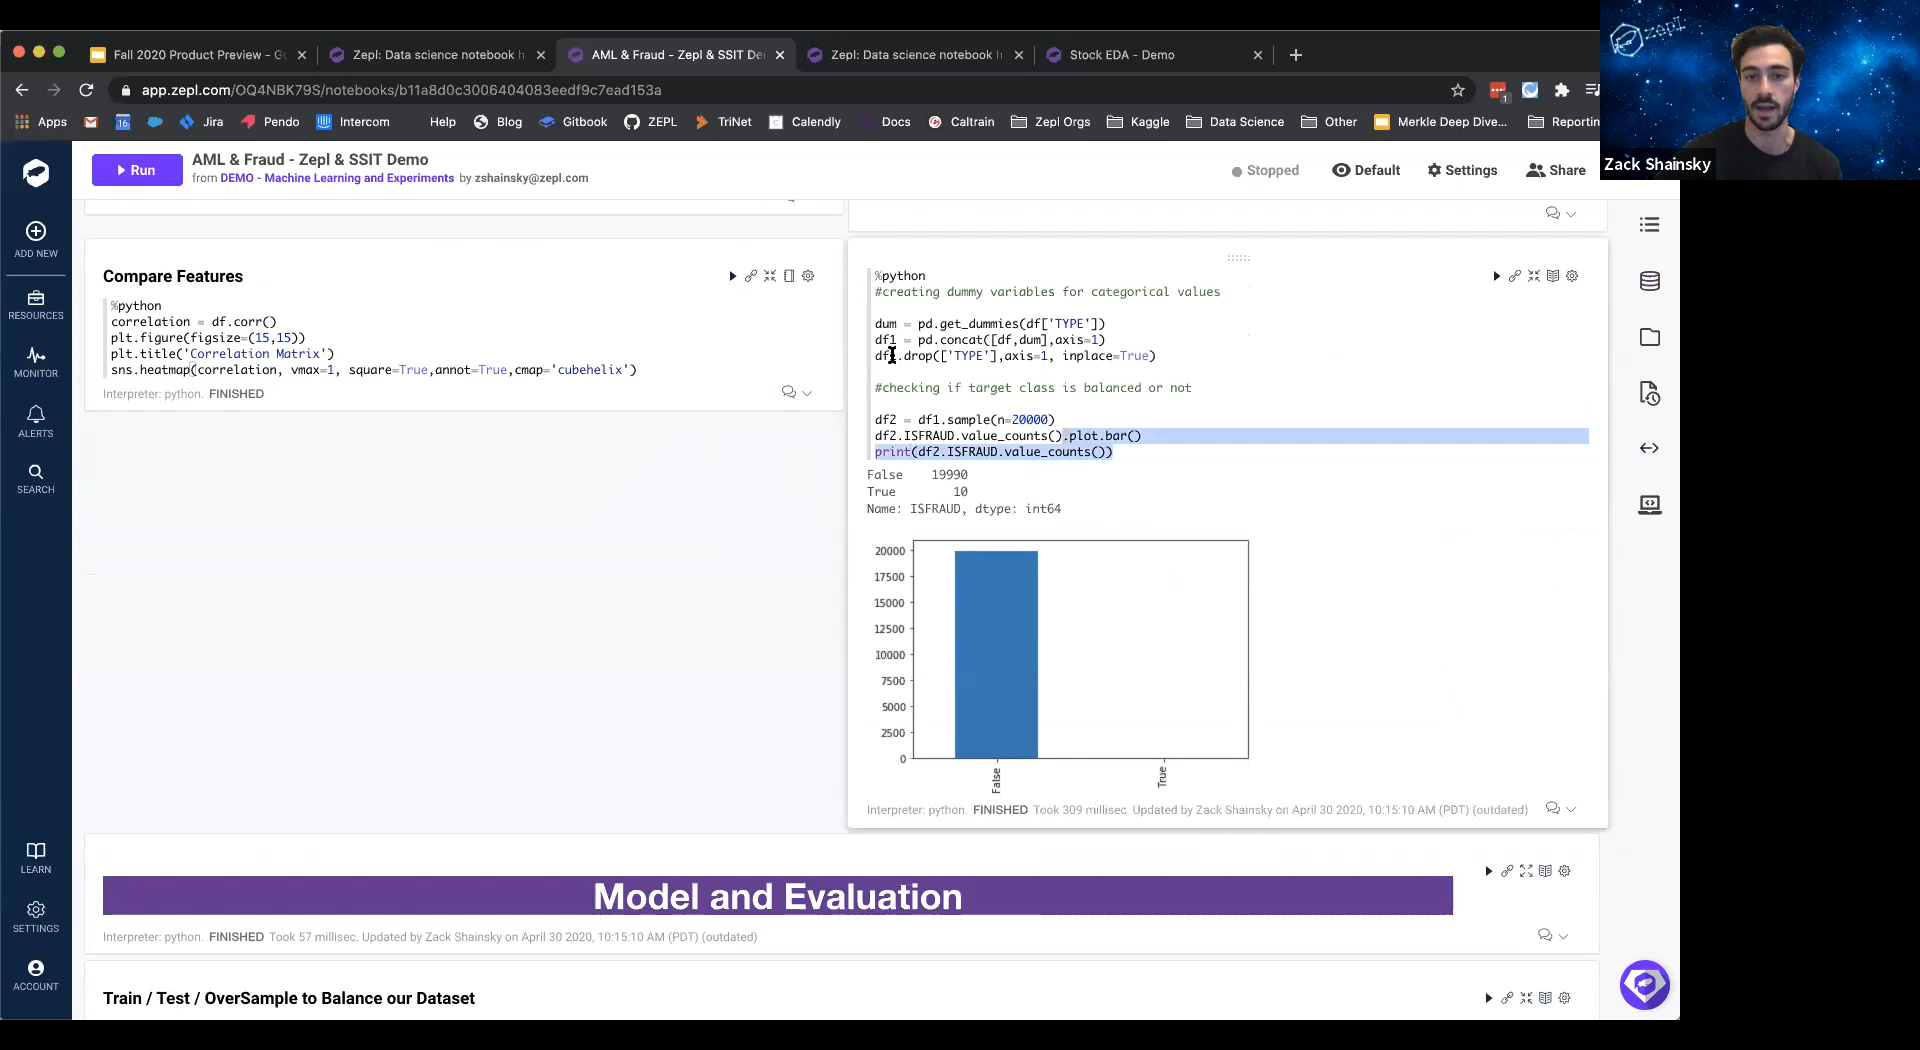 Fall 2020 Product Preview - G
Zepl: Data science notebook h
AML & Fraud - Zepl & SSIT De
Zepl: Data science notebook h
Stock EDA - Demo
app.zepl.com/OQ4NBK79S/notebooks/b11a8d0c3006404083eedf9c7ead153a
1
Apps
16
Jira
Pendo
Intercom
Help
Blog
Gitbook
ZEPL
TriNet
Calendly
Docs
Caltrain
Zepl Orgs
Kaggle
Data Science
Other
Merkle Deep Dive...
Reportin
zepl
Zack Shainsky
Run
AML & Fraud - Zepl & SSIT Demo
from DEMO - Machine Learning and Experiments by zshainsky@zepl.com
Stopped
Default
Settings
Share
ADD NEW
RESOURCES
MONITOR
ALERTS
SEARCH
LEARN
SETTINGS
ACCOUNT
Compare Features
%python
correlation = df.corr()
plt.figure(figsize=(15,15))
plt.title('Correlation Matrix')
sns.heatmap(correlation, vmax=1, square=True,annot=True,cmap='cubehelix')
Interpreter: python. FINISHED
%python
#creating dummy variables for categorical values
dum = pd.get_dummies(df['TYPE'])
df1 = pd.concat([df,dum],axis=1)
df1.drop(['TYPE'],axis=1, inplace=True)
#checking if target class is balanced or not
df2 = df1.sample(n=20000)
df2.ISFRAUD.value_counts().plot.bar()
print(df2.ISFRAUD.value_counts())
False 19990
True 10
Name: ISFRAUD, dtype: int64
20000
17500
15000
12500
10000
7500
5000
2500
0
False
True
Interpreter: python. FINISHED Took 309 millisec. Updated by Zack Shainsky on April 30 2020, 10:15:10 AM (PDT) (outdated)
Model and Evaluation
Interpreter: python. FINISHED Took 57 millisec. Updated by Zack Shainsky on April 30 2020, 10:15:10 AM (PDT) (outdated)
Train / Test / OverSample to Balance our Dataset